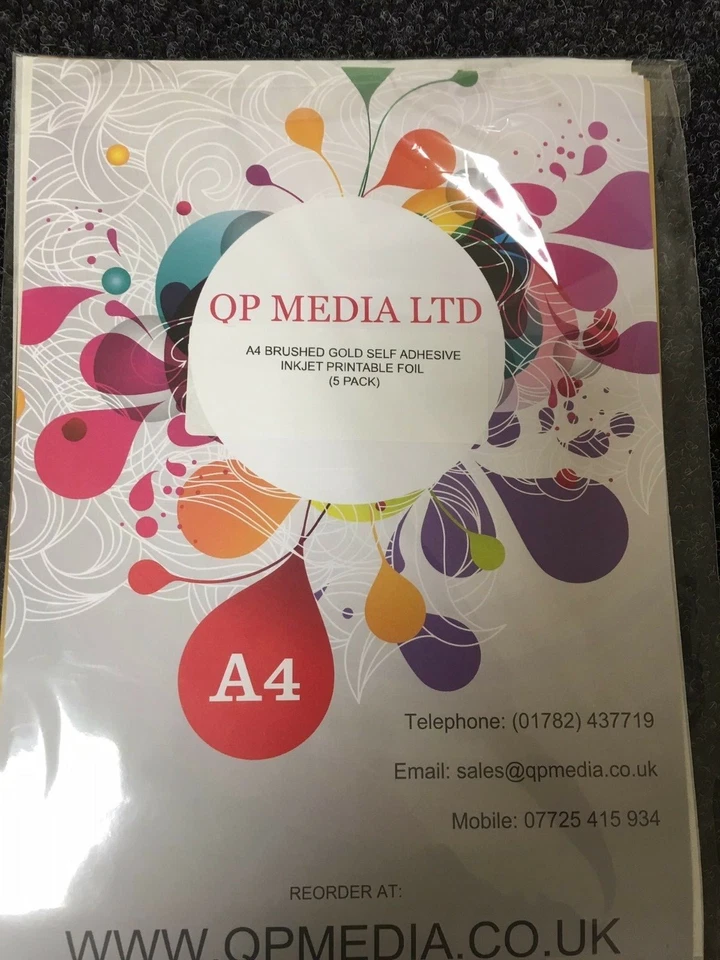 QP MEDIA LTD
A4 BRUSHED GOLD SELF ADHESIVE
INKJET PRINTABLE FOIL
(5 PACK)
A4
Telephone: (01782) 437719
Email: sales@qpmedia.co.uk
Mobile: 07725 415 934
REORDER AT:
WWW.QPMEDIA.CO.UK